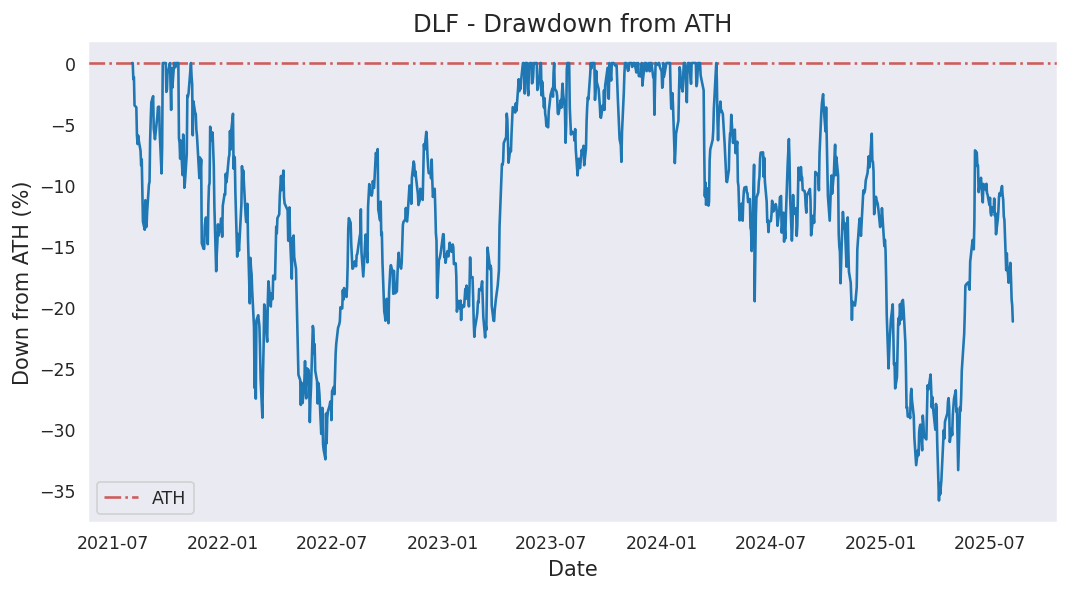 DLF - Drawdown from ATH
Down from ATH (%)
0
−5
−10
−15
−20
−25
−30
−35
ATH
2021-07 2022-01 2022-07 2023-01 2023-07 2024-01 2024-07 2025-01 2025-07
Date